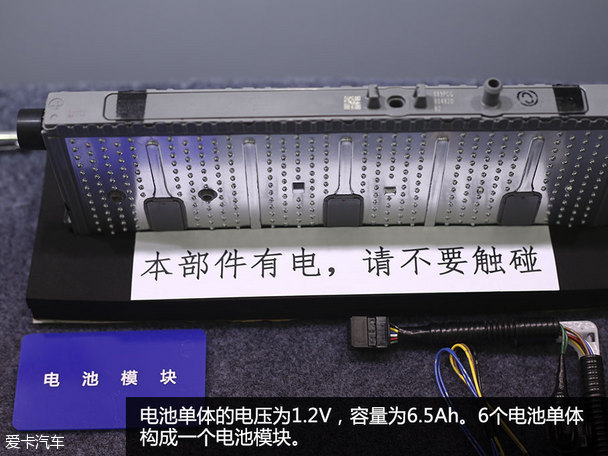 本部件有电，请不要触碰
电池模块
电池单体的电压为1.2V，容量为6.5Ah。6个电池单体
构成一个电池模块。
爱卡汽车